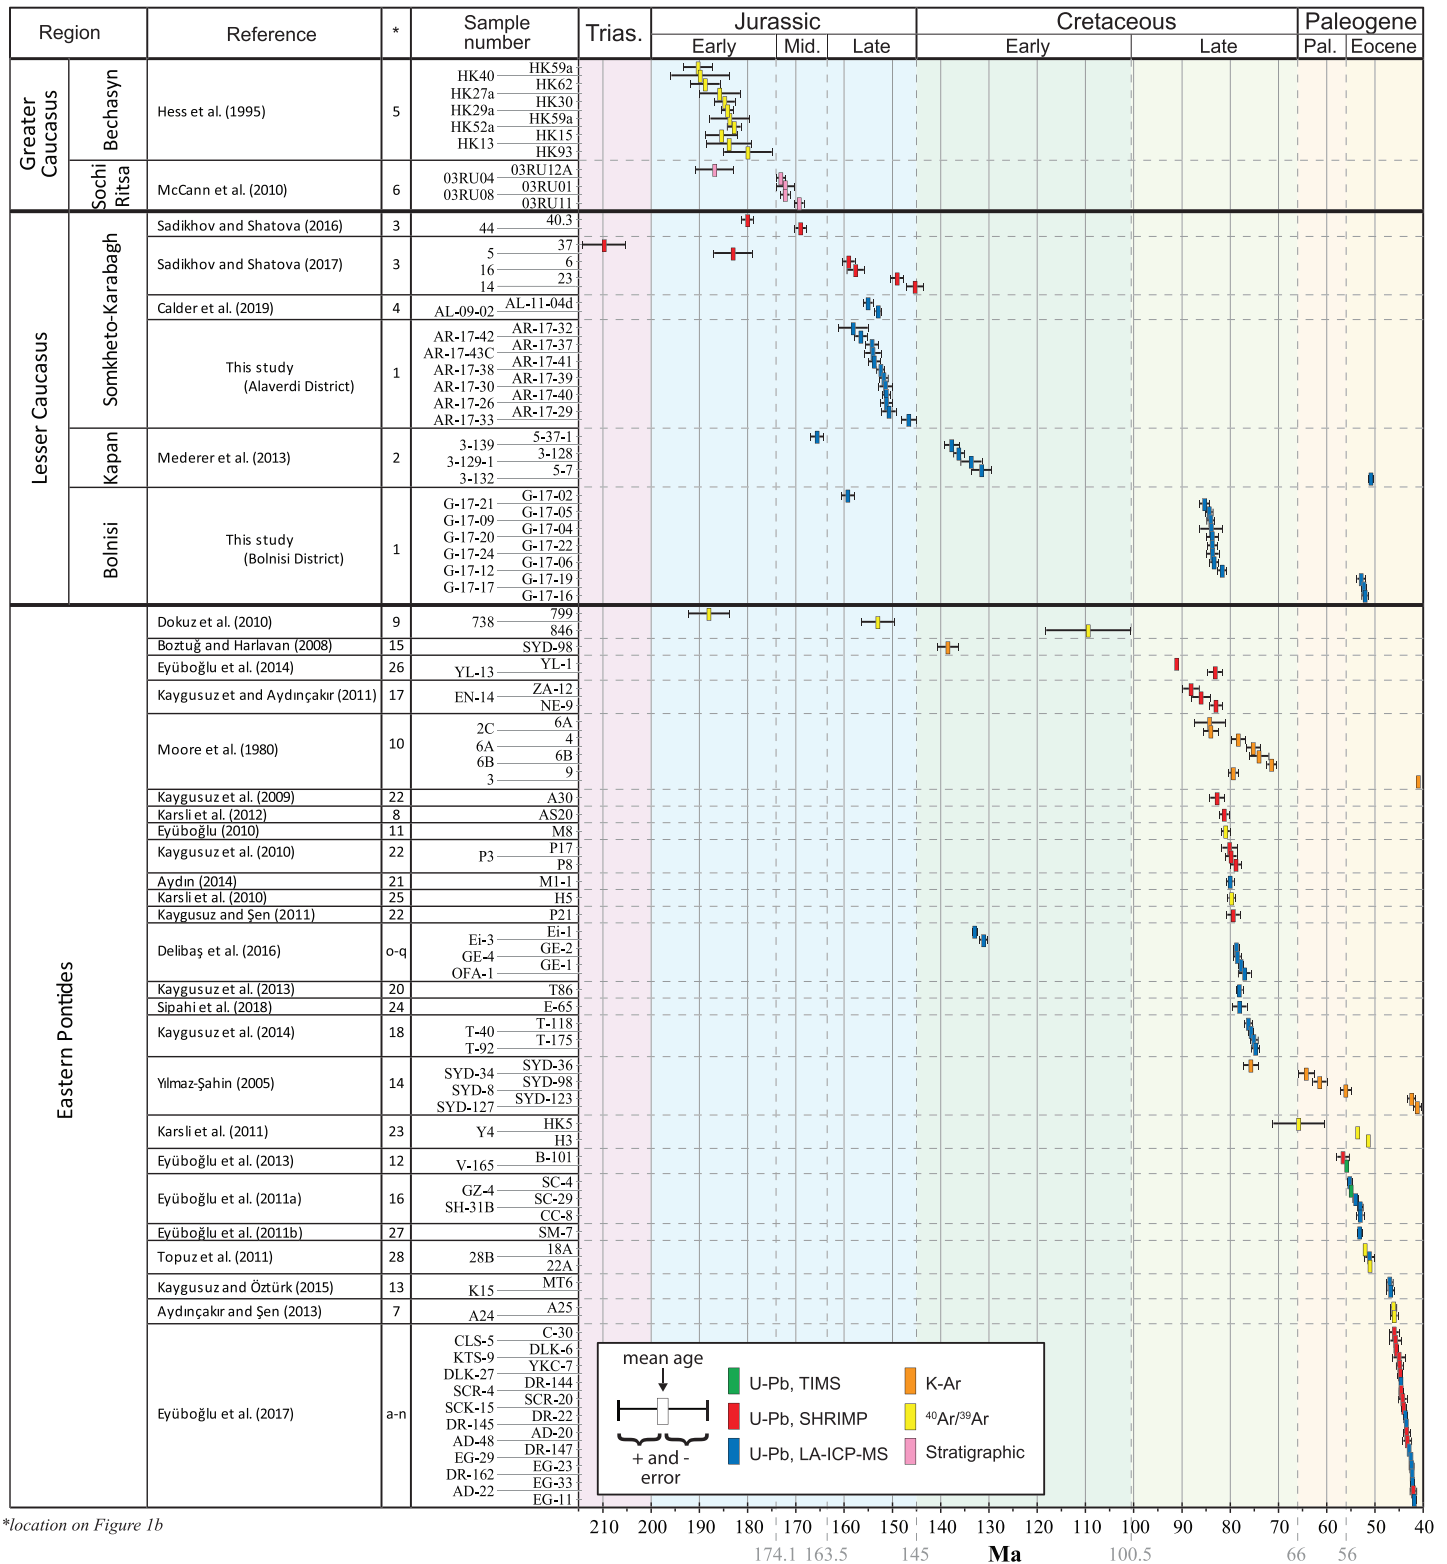 Region
Reference
*
Sample number
Trias.
Jurassic
Cretaceous
Paleogene
Early
Mid.
Late
Early
Late
Pal.
Eocene
Greater Caucasus
Bechasyn
Hess et al. (1995)
5
HK59a
HK40
HK62
HK27a
HK30
HK29a
HK59a
HK52a
HK15
HK13
HK93
Sochi Ritsa
McCann et al. (2010)
6
03RU12A
03RU04
03RU01
03RU08
03RU11
Lesser Caucasus
Somkheto-Karabagh
Sadikhov and Shatova (2016)
3
40.3
44
Sadikhov and Shatova (2017)
3
37
5
6
16
23
14
Calder et al. (2019)
4
AL-11-04d
AL-09-02
This study
(Alaverdi District)
1
AR-17-32
AR-17-42
AR-17-37
AR-17-43C
AR-17-41
AR-17-38
AR-17-39
AR-17-30
AR-17-40
AR-17-26
AR-17-29
AR-17-33
Kapan
Mederer et al. (2013)
2
5-37-1
3-139
3-128
3-129-1
5-7
3-132
Bolnisi
This study
(Bolnisi District)
1
G-17-02
G-17-21
G-17-05
G-17-09
G-17-04
G-17-20
G-17-22
G-17-24
G-17-06
G-17-12
G-17-19
G-17-17
G-17-16
Eastern Pontides
Dokuz et al. (2010)
9
799
738
846
Boztuğ and Harlavan (2008)
15
SYD-98
Eyüboğlu et al. (2014)
26
YL-1
YL-13
Kaygusuz et and Aydınçakır (2011)
17
ZA-12
EN-14
NE-9
Moore et al. (1980)
10
6A
2C
4
6A
6B
6B
9
3
Kaygusuz et al. (2009)
22
A30
Karsli et al. (2012)
8
AS20
Eyüboğlu (2010)
11
M8
Kaygusuz et al. (2010)
22
P17
P3
P8
Aydın (2014)
21
M1-1
Karsli et al. (2010)
25
H5
Kaygusuz and Şen (2011)
22
P21
Delibaş et al. (2016)
o-q
Ei-1
Ei-3
GE-2
GE-4
GE-1
OFA-1
Kaygusuz et al. (2013)
20
T86
Sipahi et al. (2018)
24
E-65
Kaygusuz et al. (2014)
18
T-118
T-40
T-175
T-92
Yılmaz-Şahin (2005)
14
SYD-36
SYD-34
SYD-98
SYD-8
SYD-123
SYD-127
Karsli et al. (2011)
23
HK5
Y4
H3
Eyüboğlu et al. (2013)
12
B-101
V-165
Eyüboğlu et al. (2011a)
16
SC-4
GZ-4
SC-29
SH-31B
CC-8
Eyüboğlu et al. (2011b)
27
SM-7
Topuz et al. (2011)
28
18A
28B
22A
Kaygusuz and Öztürk (2015)
13
MT6
K15
Aydınçakır and Şen (2013)
7
A25
A24
Eyüboğlu et al. (2017)
a-n
C-30
CLS-5
DLK-6
KTS-9
YKC-7
DLK-27
DR-144
SCR-4
SCR-20
SCK-15
DR-22
DR-145
AD-20
AD-48
DR-147
EG-29
EG-23
DR-162
EG-33
AD-22
EG-11
mean age
+ and -
error
U-Pb, TIMS
U-Pb, SHRIMP
U-Pb, LA-ICP-MS
K-Ar
⁴⁰Ar/³⁹Ar
Stratigraphic
*location on Figure 1b
210 200 190 180 170 160 150 140 130 120 110 100 90 80 70 60 50 40
174.1 163.5 145 Ma 100.5 66 56